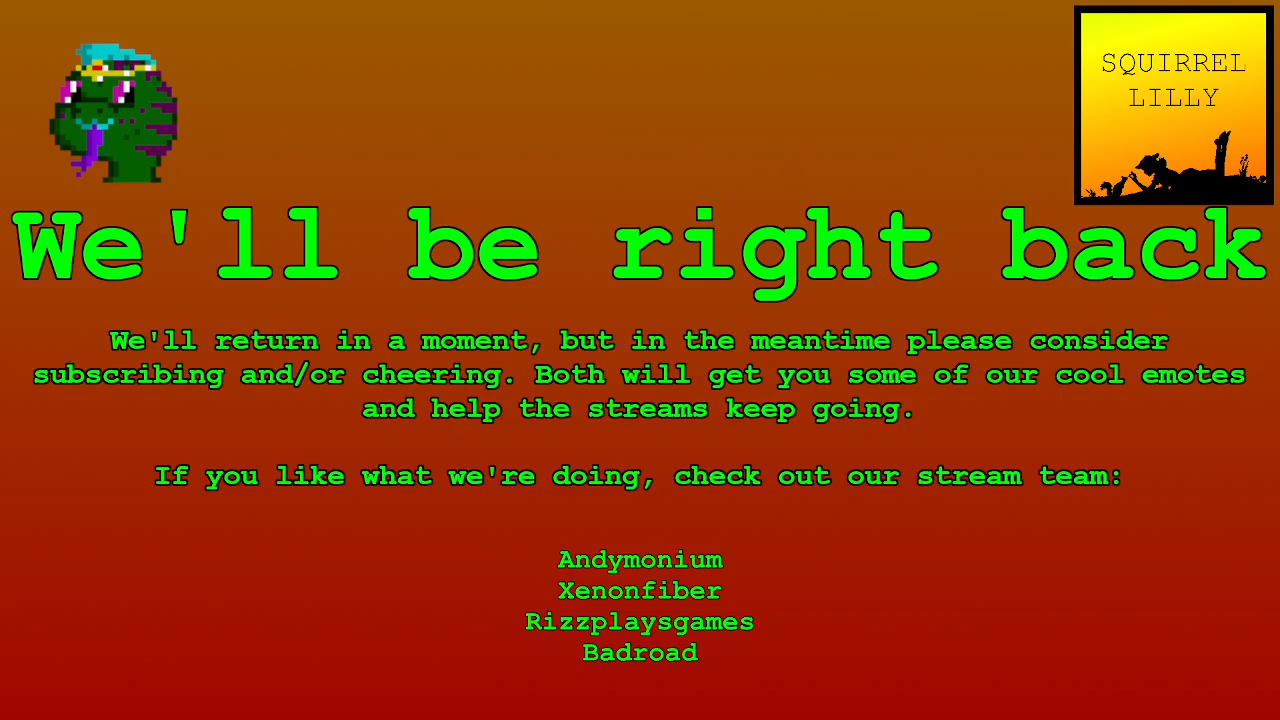 SQUIRREL
LILLY
We'll be right back
We'll return in a moment, but in the meantime please consider
subscribing and/or cheering. Both will get you some of our cool emotes
and help the streams keep going.
If you like what we're doing, check out our stream team:
Andymonium
Xenonfiber
Rizzplaysgames
Badroad